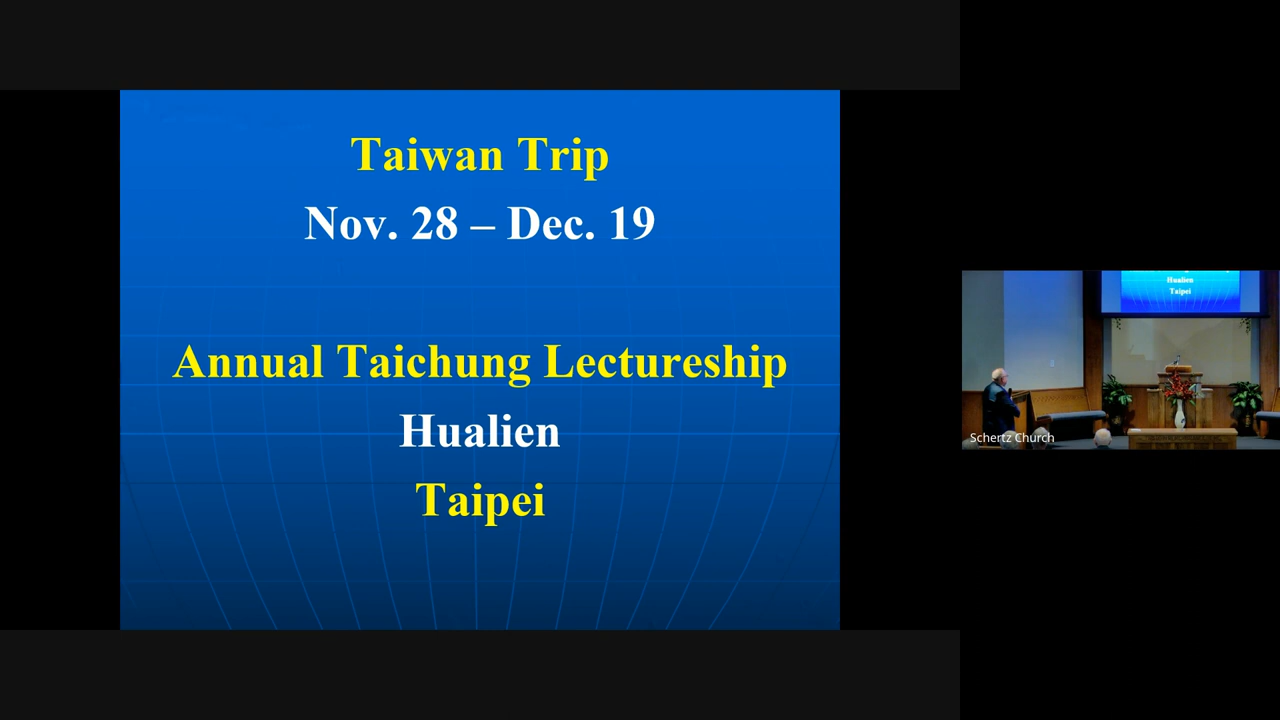 Taiwan Trip
Nov. 28 – Dec. 19
Annual Taichung Lectureship
Hualien
Taipei
Hualien
Taipei
Schertz Church